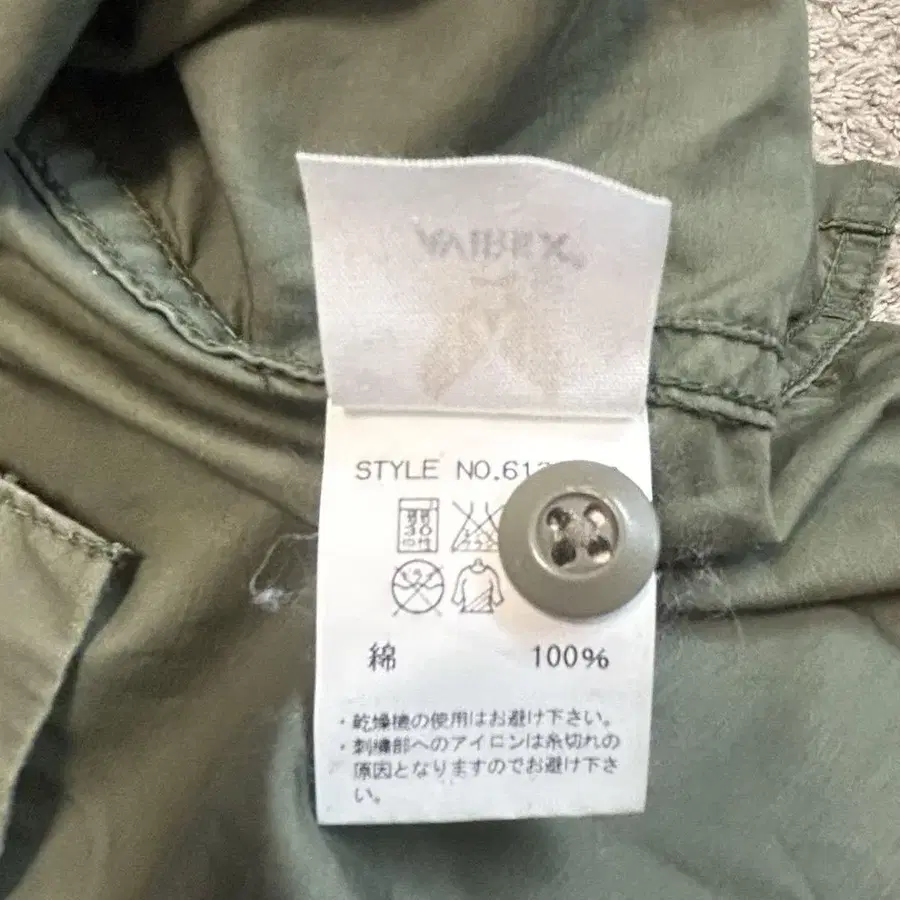 STYLE NO.61
綿 100%
・乾燥機の使用はお避け下さい。
・刺繍部へのアイロンは糸切れの
原因となりますのでお避け下さ
い。